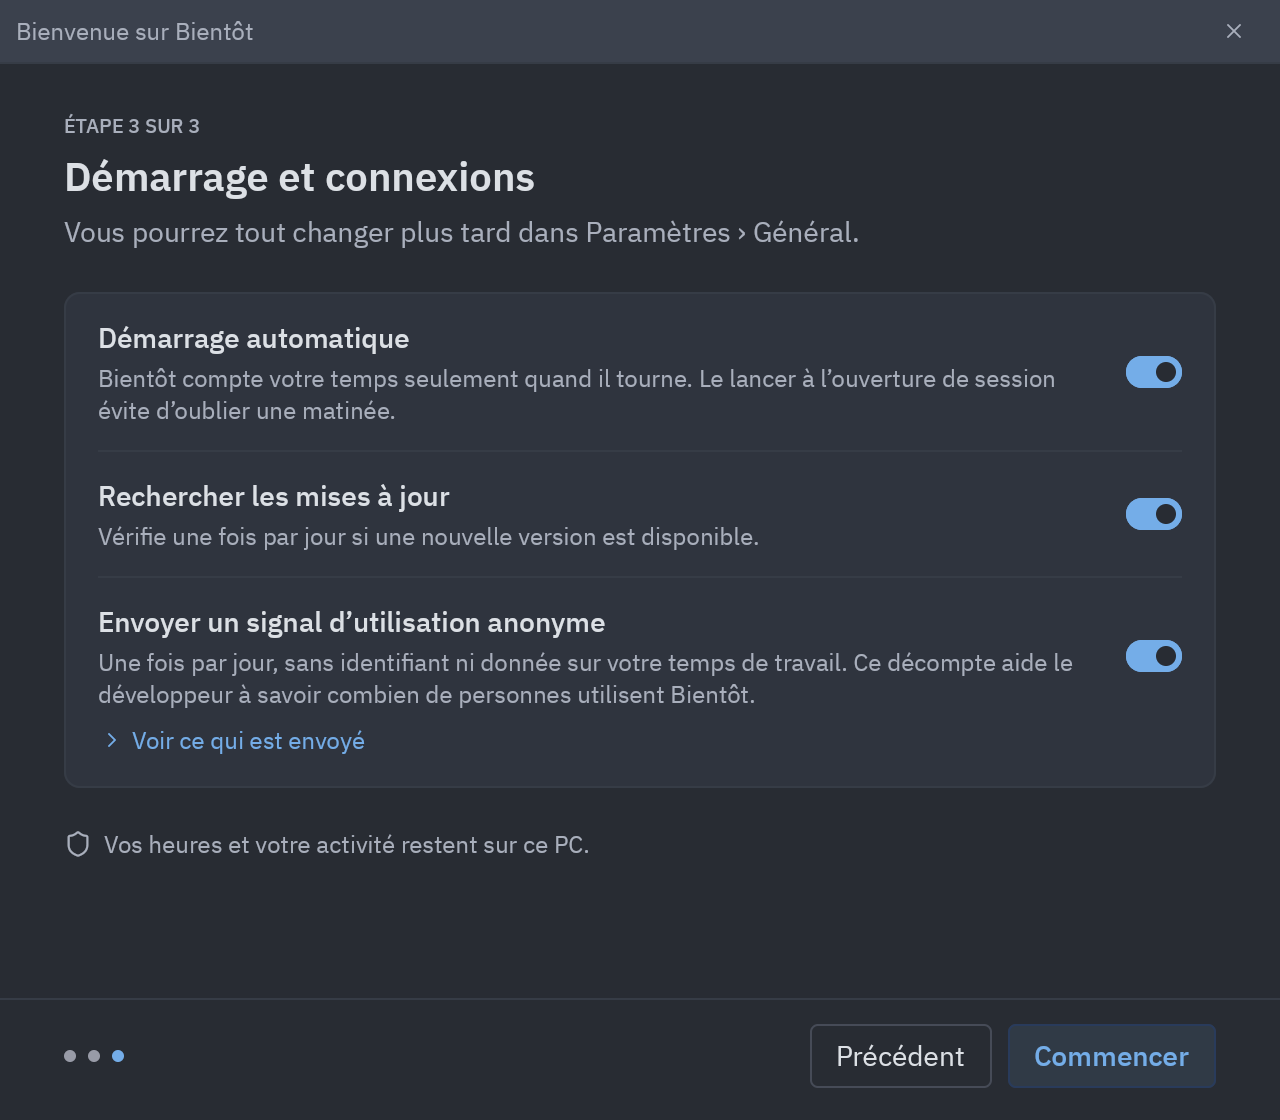 Bienvenue sur Bientôt
ÉTAPE 3 SUR 3
Démarrage et connexions
Vous pourrez tout changer plus tard dans Paramètres › Général.
Démarrage automatique
Bientôt compte votre temps seulement quand il tourne. Le lancer à l’ouverture de session
évite d’oublier une matinée.
Rechercher les mises à jour
Vérifie une fois par jour si une nouvelle version est disponible.
Envoyer un signal d’utilisation anonyme
Une fois par jour, sans identifiant ni donnée sur votre temps de travail. Ce décompte aide le
développeur à savoir combien de personnes utilisent Bientôt.
Voir ce qui est envoyé
Vos heures et votre activité restent sur ce PC.
Précédent
Commencer